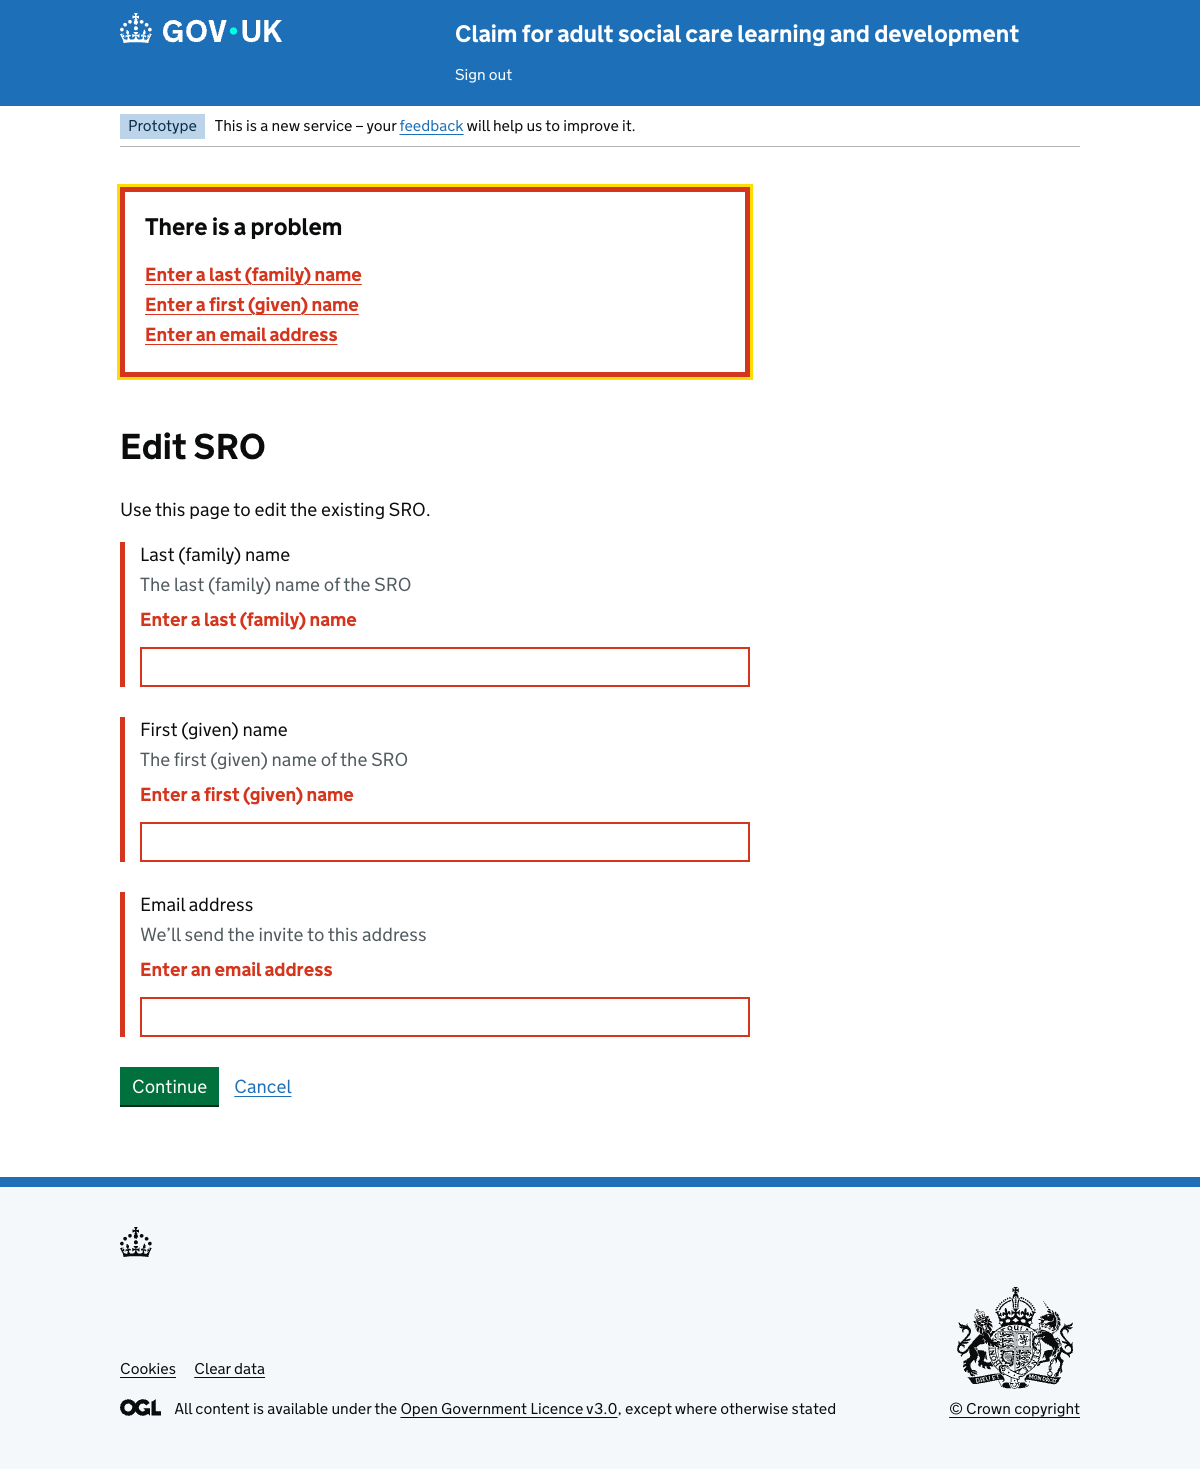 GOV·UK
Claim for adult social care learning and development
Sign out
Prototype This is a new service – your feedback will help us to improve it.
There is a problem
Enter a last (family) name
Enter a first (given) name
Enter an email address
Edit SRO
Use this page to edit the existing SRO.
Last (family) name
The last (family) name of the SRO
Enter a last (family) name
First (given) name
The first (given) name of the SRO
Enter a first (given) name
Email address
We’ll send the invite to this address
Enter an email address
Continue Cancel
Cookies Clear data
OGL All content is available under the Open Government Licence v3.0, except where otherwise stated
© Crown copyright